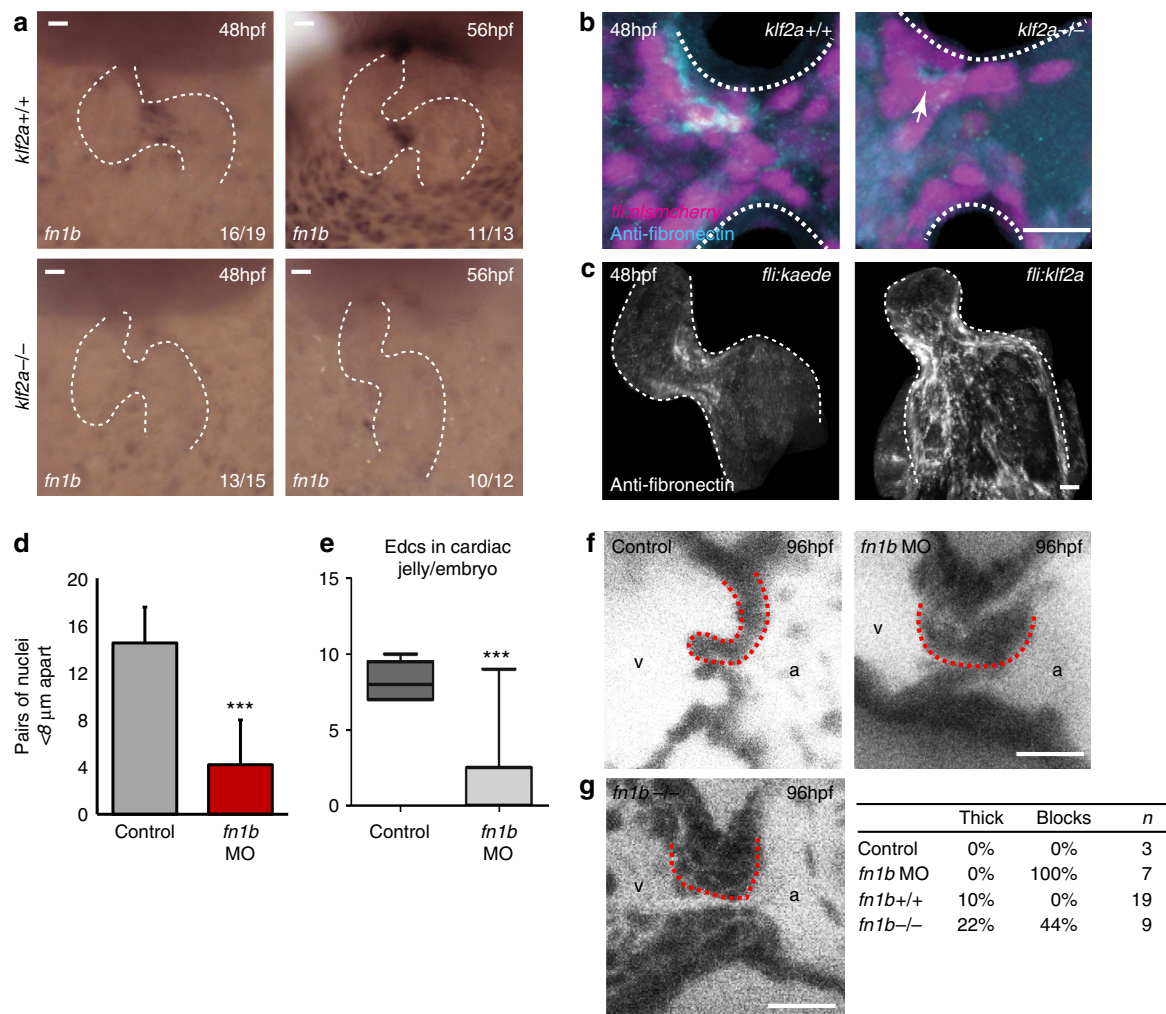 a
48hpf
56hpf
klf2a+/+
fn1b
16/19
fn1b
11/13
klf2a−/−
fn1b
13/15
fn1b
10/12
b
48hpf
klf2a+/+
klf2a−/−
fli:nlsmcherry
Anti-fibronectin
c
48hpf
fli:kaede
fli:klf2a
Anti-fibronectin
d
20
16
12
8
4
0
Pairs of nuclei
<8 μm apart
***
Control
fn1b
MO
e
Edcs in cardiac
jelly/embryo
15
10
5
0
***
Control
fn1b
MO
f
Control
96hpf
v
a
fn1b MO
96hpf
v
a
g
fn1b −/−
96hpf
v
a
Thick Blocks n
Control 0% 0% 3
fn1b MO 0% 100% 7
fn1b+/+ 10% 0% 19
fn1b−/− 22% 44% 9